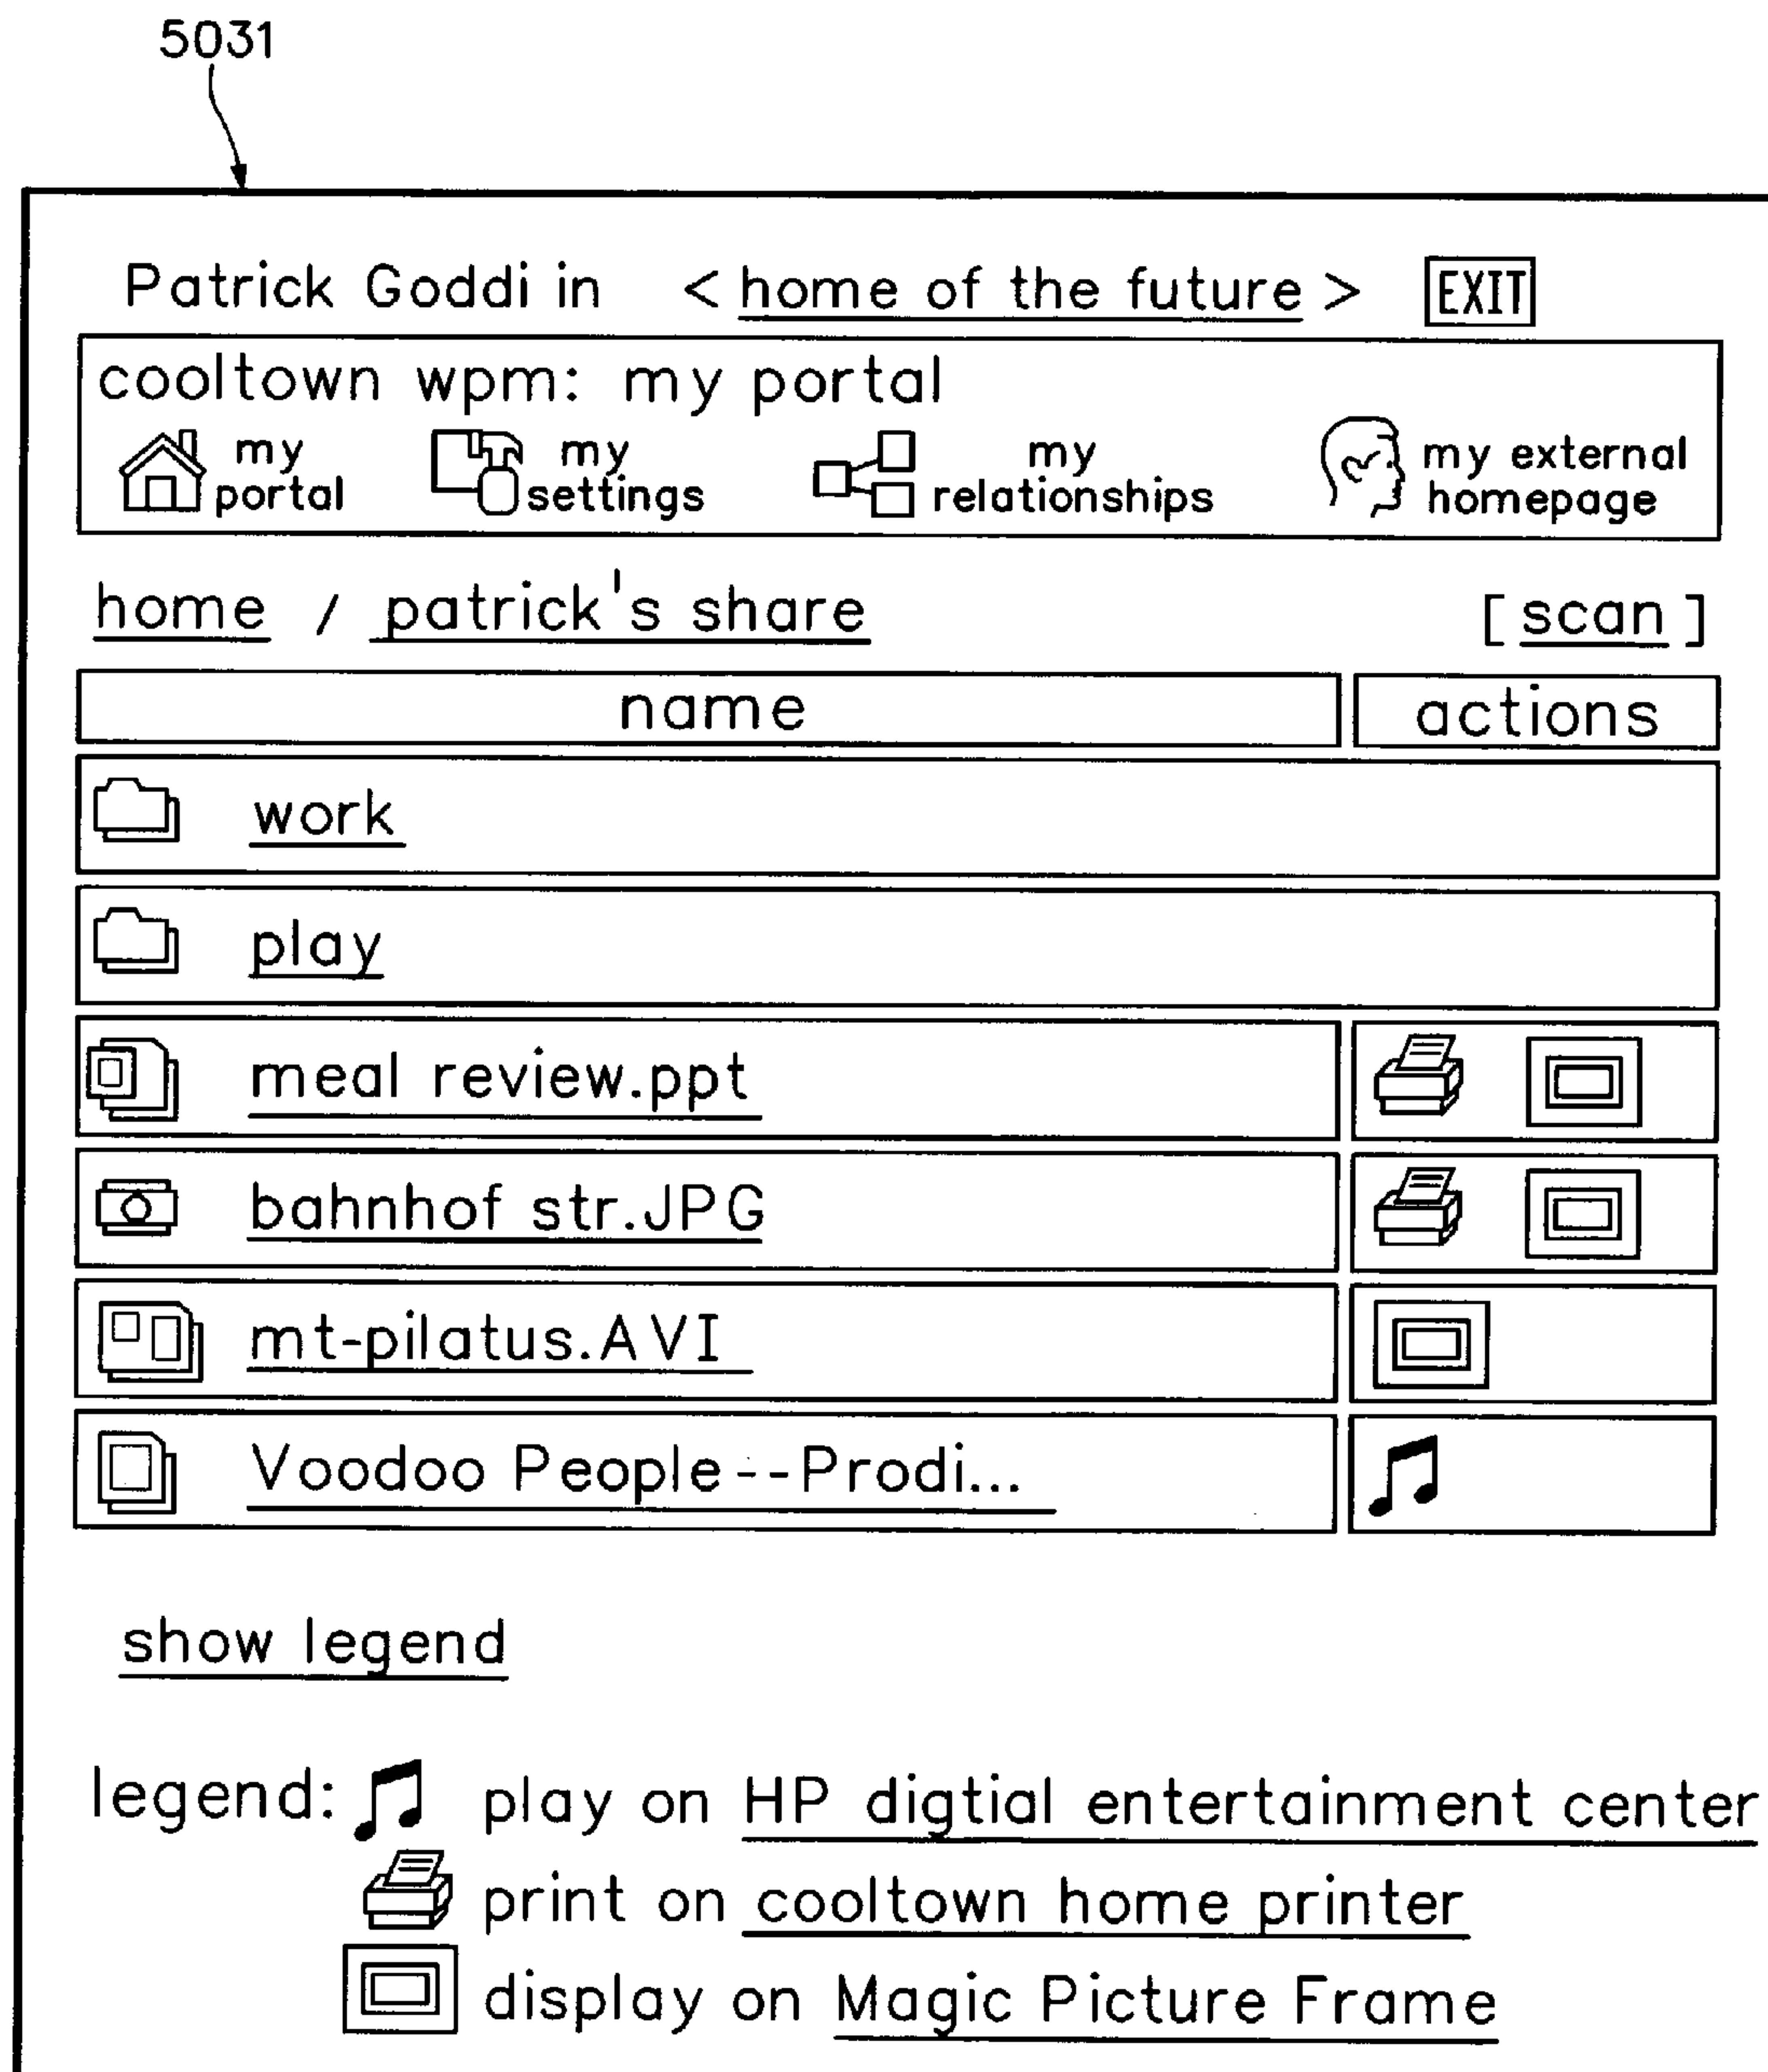 5031
Patrick Goddi in < home of the future > EXIT
cooltown wpm: my portal
my portal my settings my relationships my external homepage
home / patrick's share [ scan ]
name actions
work
play
meal review.ppt
bahnhof str.JPG
mt-pilatus.AVI
Voodoo People--Prodi...
show legend
legend: play on HP digtial entertainment center
print on cooltown home printer
display on Magic Picture Frame